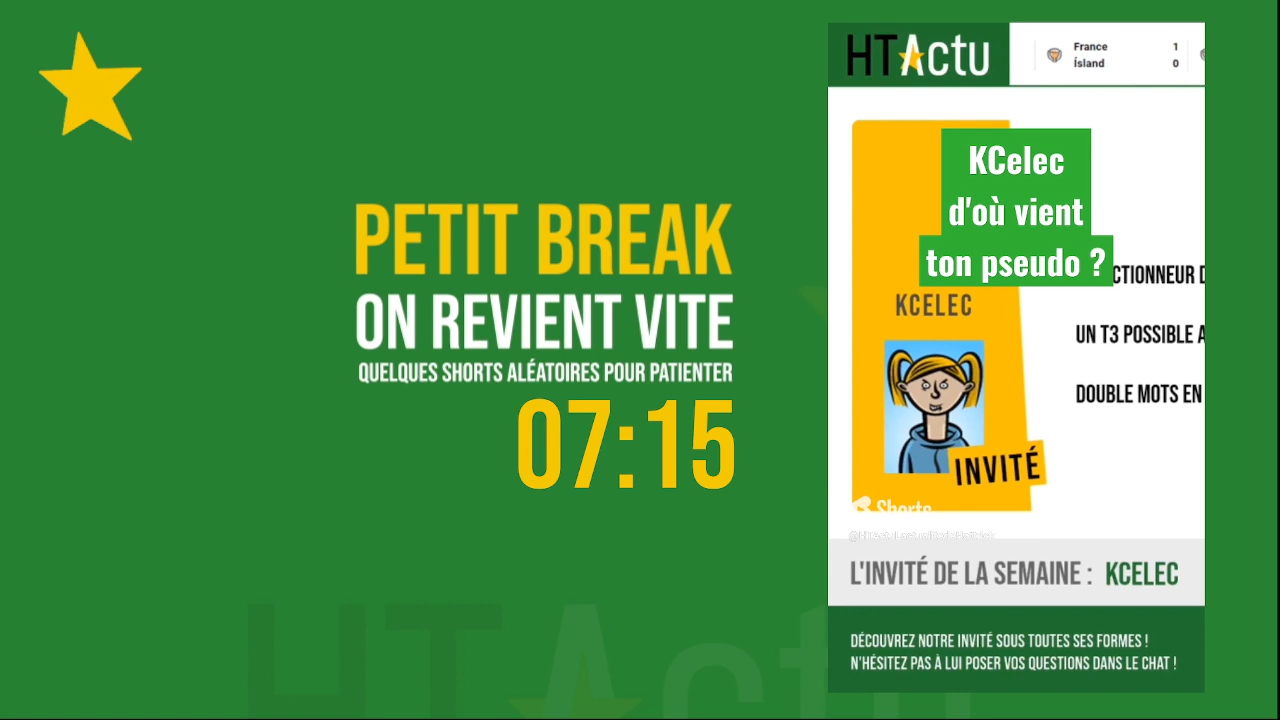 PETIT BREAK
ON REVIENT VITE
QUELQUES SHORTS ALÉATOIRES POUR PATIENTER
07:15
HTActu
France 1
Ísland 0
KCelec
d'où vient
ton pseudo ?
CTIONNEUR D
KCELEC
UN T3 POSSIBLE A
DOUBLE MOTS EN
INVITÉ
Shorts
L'INVITÉ DE LA SEMAINE : KCELEC
DÉCOUVREZ NOTRE INVITÉ SOUS TOUTES SES FORMES !
N'HÉSITEZ PAS À LUI POSER VOS QUESTIONS DANS LE CHAT !
HTActu